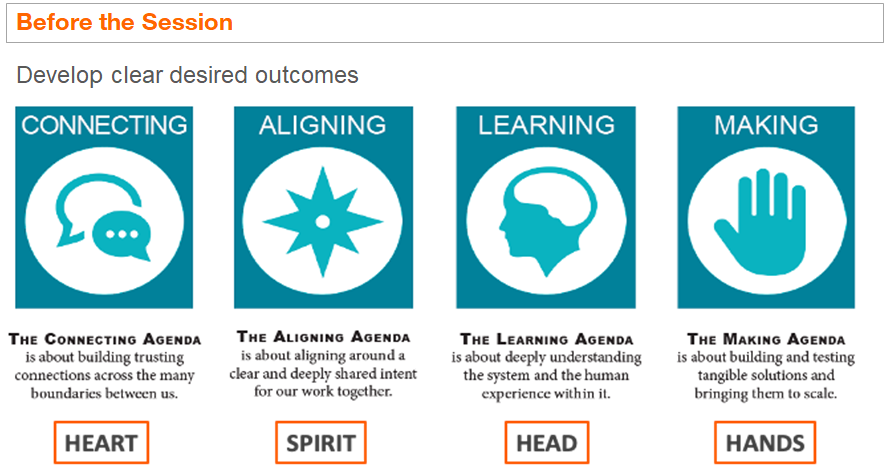 Before the Session
Develop clear desired outcomes
CONNECTING
ALIGNING
LEARNING
MAKING
THE CONNECTING AGENDA
is about building trusting
connections across the many
boundaries between us.
THE ALIGNING AGENDA
is about aligning around a
clear and deeply shared intent
for our work together.
THE LEARNING AGENDA
is about deeply understanding
the system and the human
experience within it.
THE MAKING AGENDA
is about building and testing
tangible solutions and
bringing them to scale.
HEART
SPIRIT
HEAD
HANDS